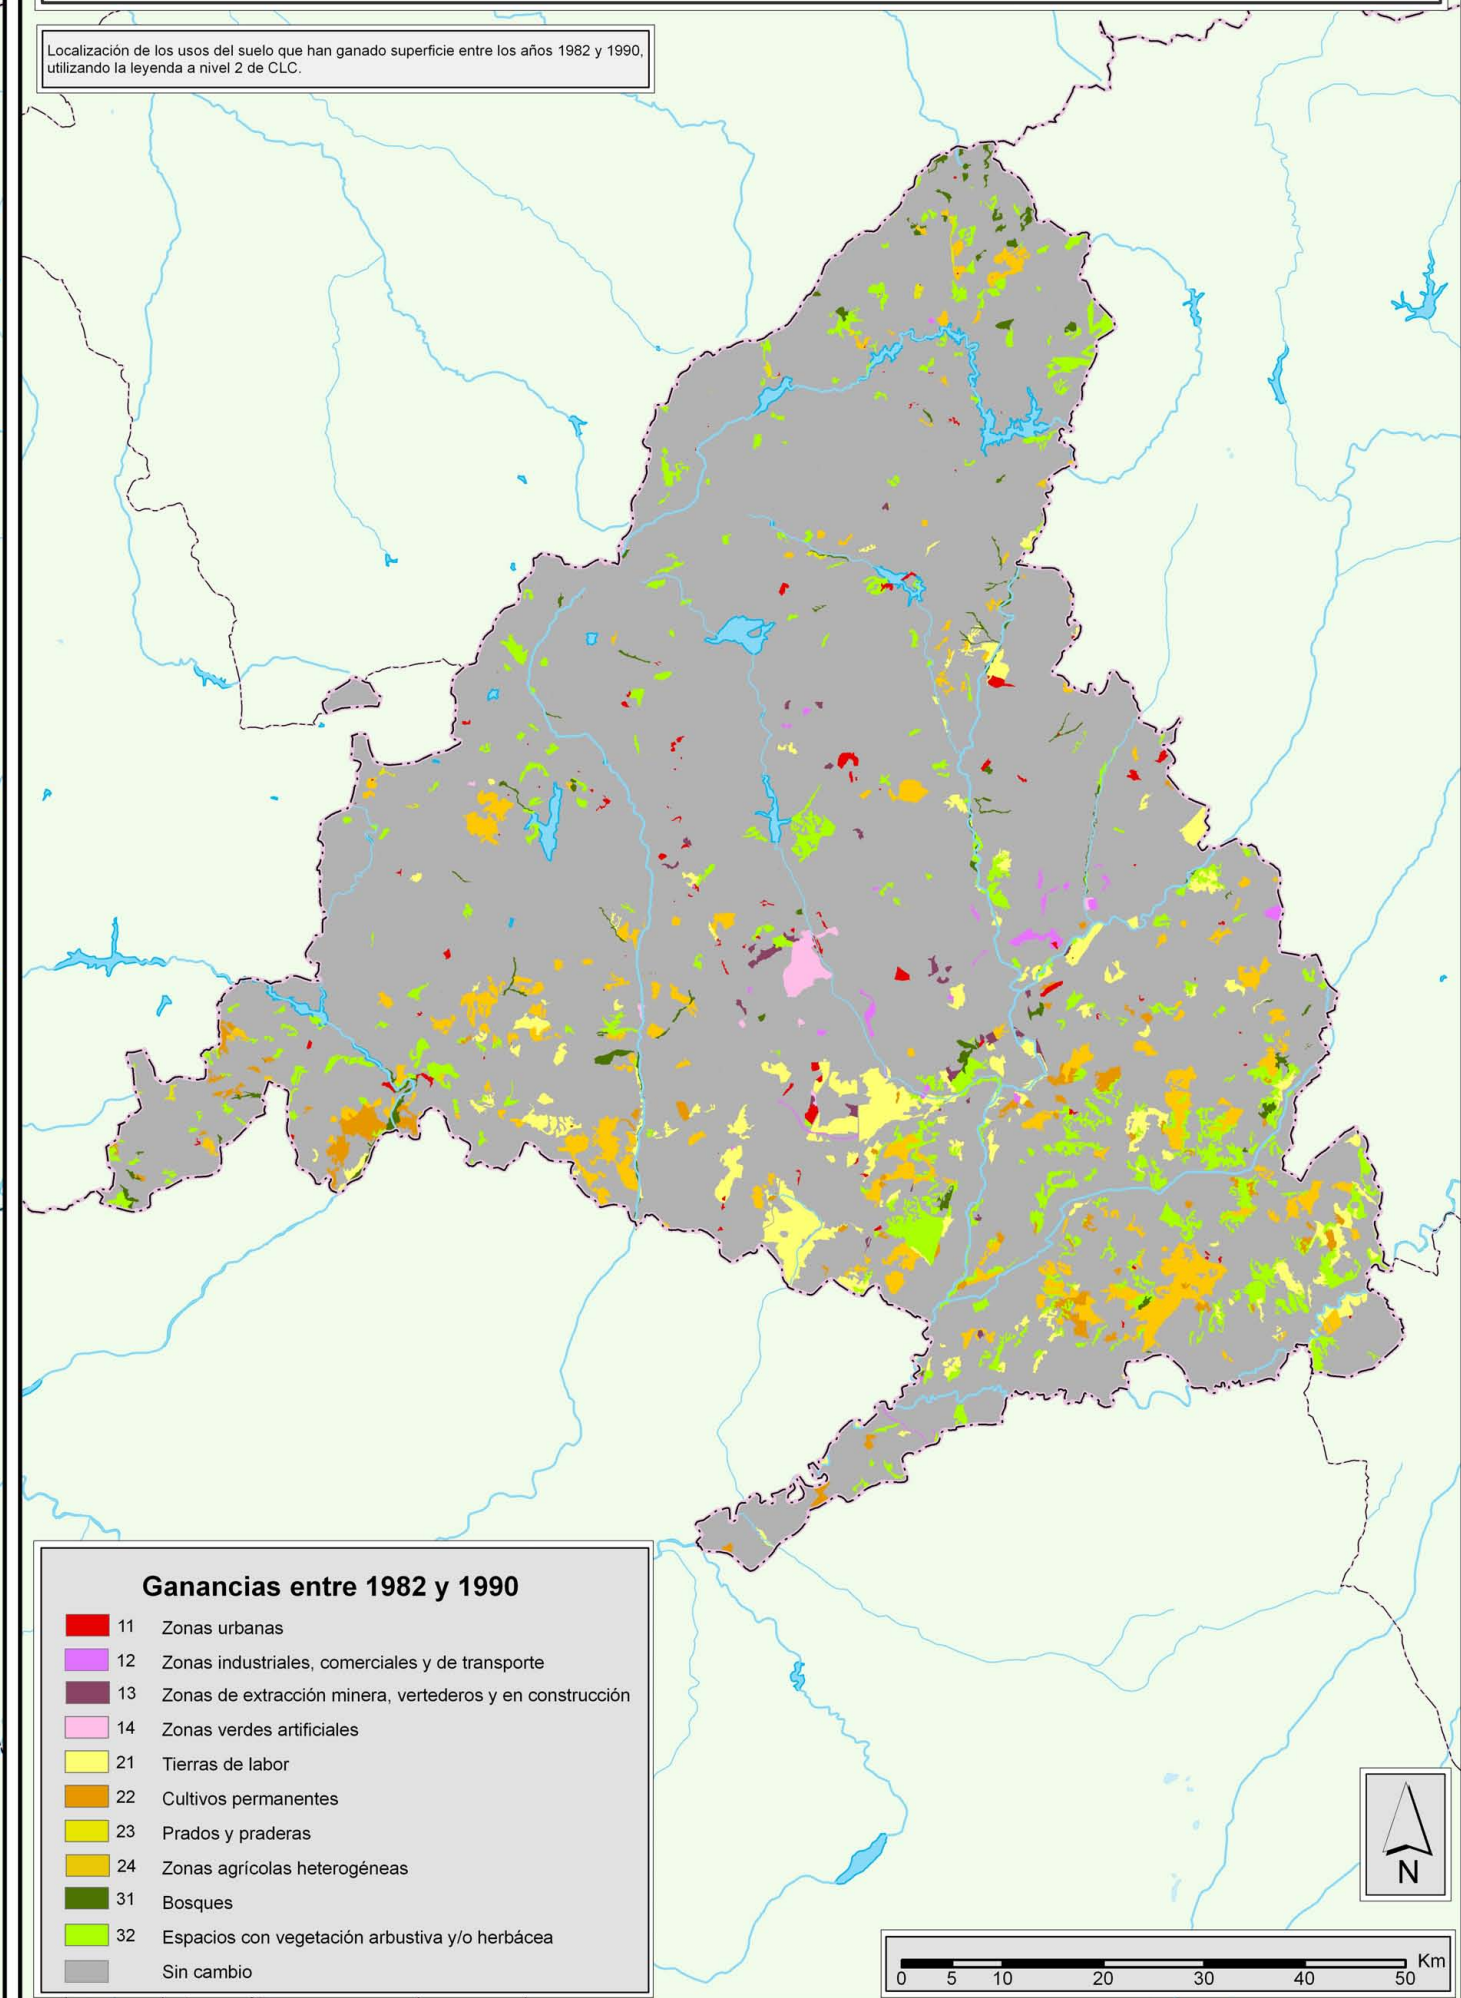 Localización de los usos del suelo que han ganado superficie entre los años 1982 y 1990,
utilizando la leyenda a nivel 2 de CLC.
Ganancias entre 1982 y 1990
11 Zonas urbanas
12 Zonas industriales, comerciales y de transporte
13 Zonas de extracción minera, vertederos y en construcción
14 Zonas verdes artificiales
21 Tierras de labor
22 Cultivos permanentes
23 Prados y praderas
24 Zonas agrícolas heterogéneas
31 Bosques
32 Espacios con vegetación arbustiva y/o herbácea
Sin cambio
N
Km
0 5 10 20 30 40 50